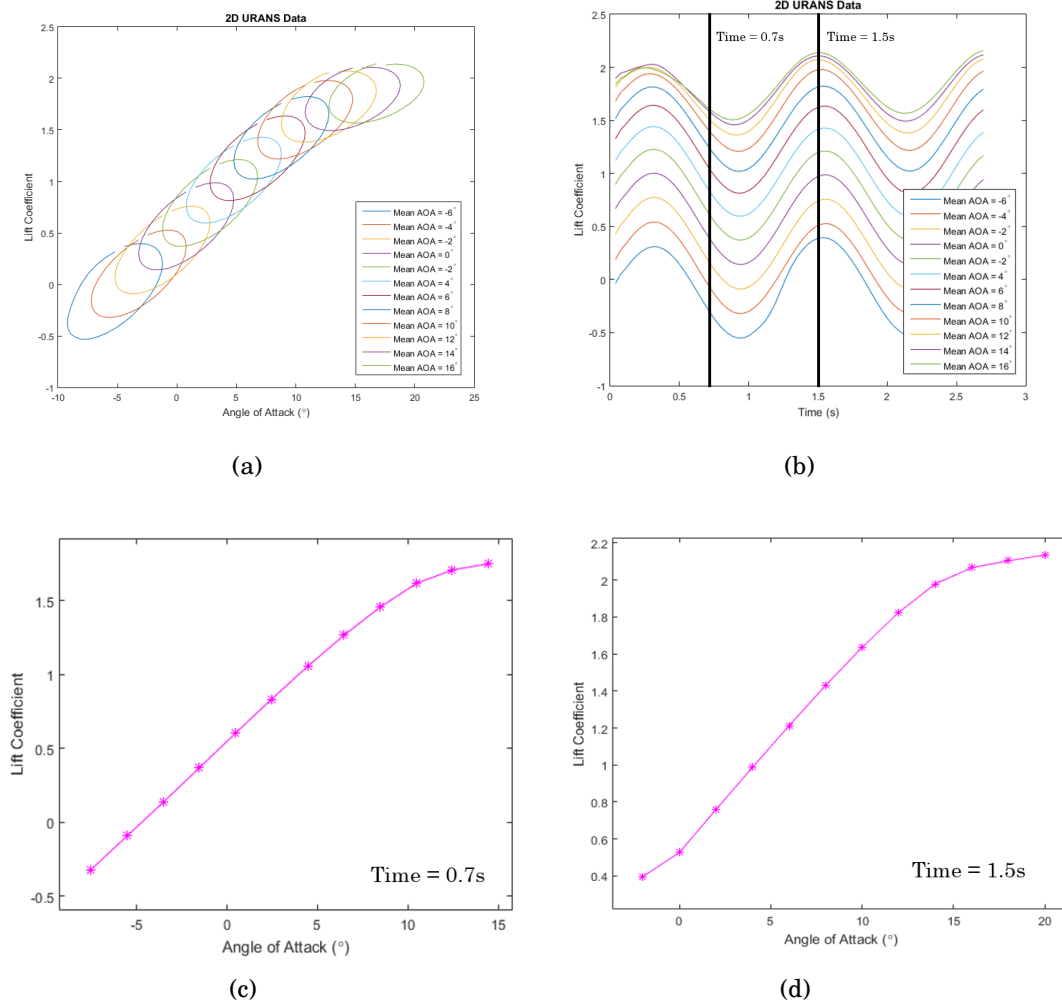 2D URANS Data
2.5
2
1.5
1
0.5
0
-0.5
-1
Lift Coefficient
-10 -5 0 5 10 15 20 25
Angle of Attack (°)
Mean AOA = -6°
Mean AOA = -4°
Mean AOA = -2°
Mean AOA = 0°
Mean AOA = -2°
Mean AOA = 4°
Mean AOA = 6°
Mean AOA = 8°
Mean AOA = 10°
Mean AOA = 12°
Mean AOA = 14°
Mean AOA = 16°
(a)
2D URANS Data
Time = 0.7s
Time = 1.5s
2.5
2
1.5
1
0.5
0
-0.5
-1
Lift Coefficient
0 0.5 1 1.5 2 2.5 3
Time (s)
Mean AOA = -6°
Mean AOA = -4°
Mean AOA = -2°
Mean AOA = 0°
Mean AOA = -2°
Mean AOA = 4°
Mean AOA = 6°
Mean AOA = 8°
Mean AOA = 10°
Mean AOA = 12°
Mean AOA = 14°
Mean AOA = 16°
(b)
1.5
1
0.5
0
-0.5
Lift Coefficient
-5 0 5 10 15
Angle of Attack (°)
Time = 0.7s
(c)
2.2
2
1.8
1.6
1.4
1.2
1
0.8
0.6
0.4
Lift Coefficient
0 5 10 15 20
Angle of Attack (°)
Time = 1.5s
(d)